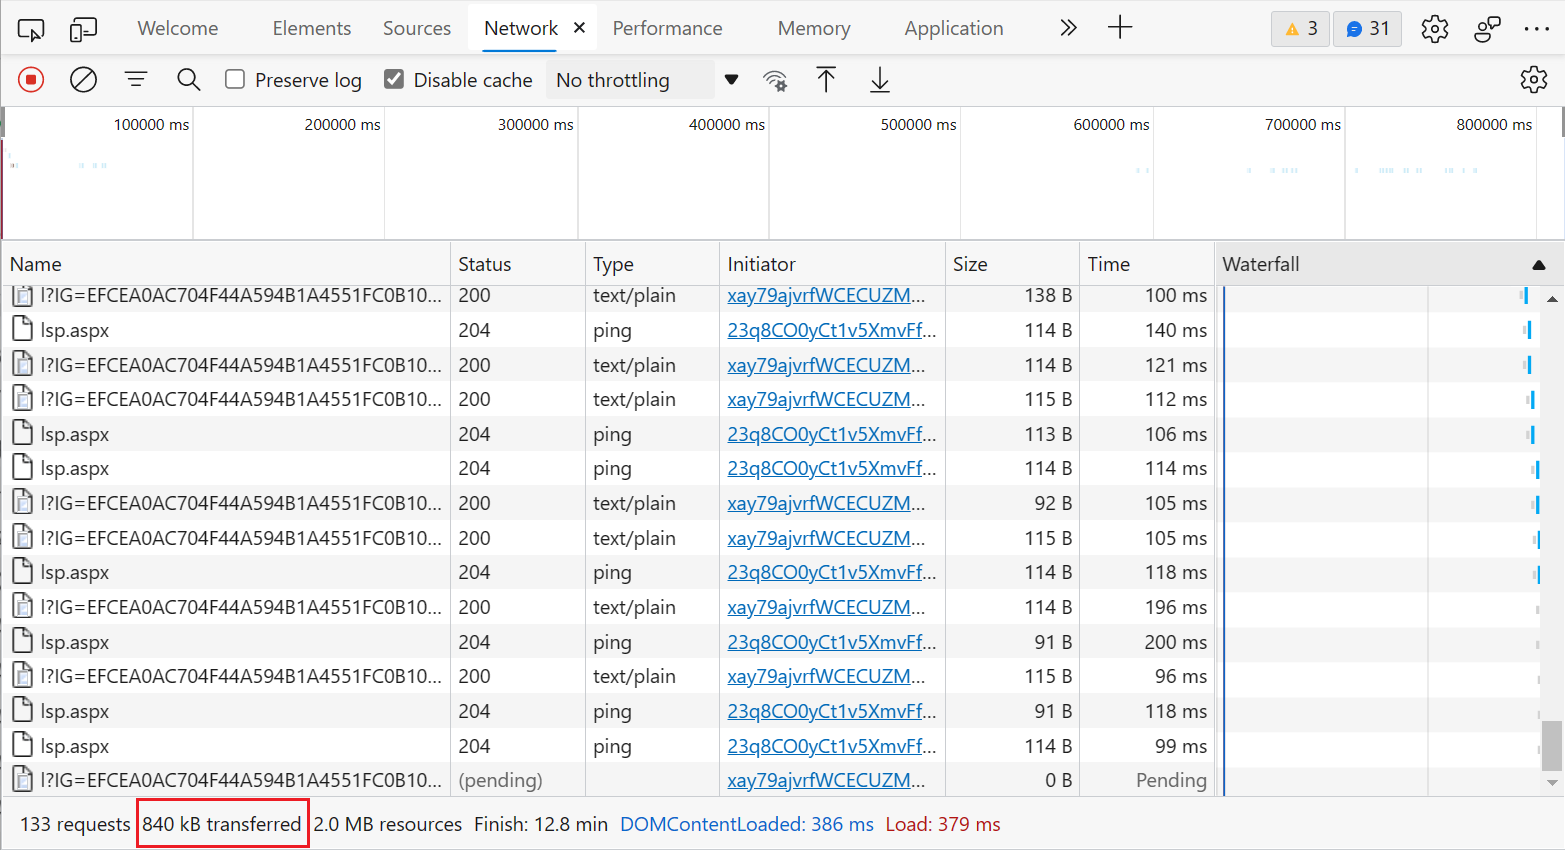 Welcome Elements Sources Network × Performance Memory Application 3 31
Preserve log Disable cache No throttling
100000 ms 200000 ms 300000 ms 400000 ms 500000 ms 600000 ms 700000 ms 800000 ms
Name Status Type Initiator Size Time Waterfall
l?IG=EFCEA0AC704F44A594B1A4551FC0B10... 200 text/plain xay79ajvrfWCECUZM... 138 B 100 ms
lsp.aspx 204 ping 23q8CO0yCt1v5XmvFf... 114 B 140 ms
l?IG=EFCEA0AC704F44A594B1A4551FC0B10... 200 text/plain xay79ajvrfWCECUZM... 114 B 121 ms
l?IG=EFCEA0AC704F44A594B1A4551FC0B10... 200 text/plain xay79ajvrfWCECUZM... 115 B 112 ms
lsp.aspx 204 ping 23q8CO0yCt1v5XmvFf... 113 B 106 ms
lsp.aspx 204 ping 23q8CO0yCt1v5XmvFf... 114 B 114 ms
l?IG=EFCEA0AC704F44A594B1A4551FC0B10... 200 text/plain xay79ajvrfWCECUZM... 92 B 105 ms
l?IG=EFCEA0AC704F44A594B1A4551FC0B10... 200 text/plain xay79ajvrfWCECUZM... 115 B 105 ms
lsp.aspx 204 ping 23q8CO0yCt1v5XmvFf... 114 B 118 ms
l?IG=EFCEA0AC704F44A594B1A4551FC0B10... 200 text/plain xay79ajvrfWCECUZM... 114 B 196 ms
lsp.aspx 204 ping 23q8CO0yCt1v5XmvFf... 91 B 200 ms
l?IG=EFCEA0AC704F44A594B1A4551FC0B10... 200 text/plain xay79ajvrfWCECUZM... 115 B 96 ms
lsp.aspx 204 ping 23q8CO0yCt1v5XmvFf... 91 B 118 ms
lsp.aspx 204 ping 23q8CO0yCt1v5XmvFf... 114 B 99 ms
l?IG=EFCEA0AC704F44A594B1A4551FC0B10... (pending) xay79ajvrfWCECUZM... 0 B Pending
133 requests 840 kB transferred 2.0 MB resources Finish: 12.8 min DOMContentLoaded: 386 ms Load: 379 ms